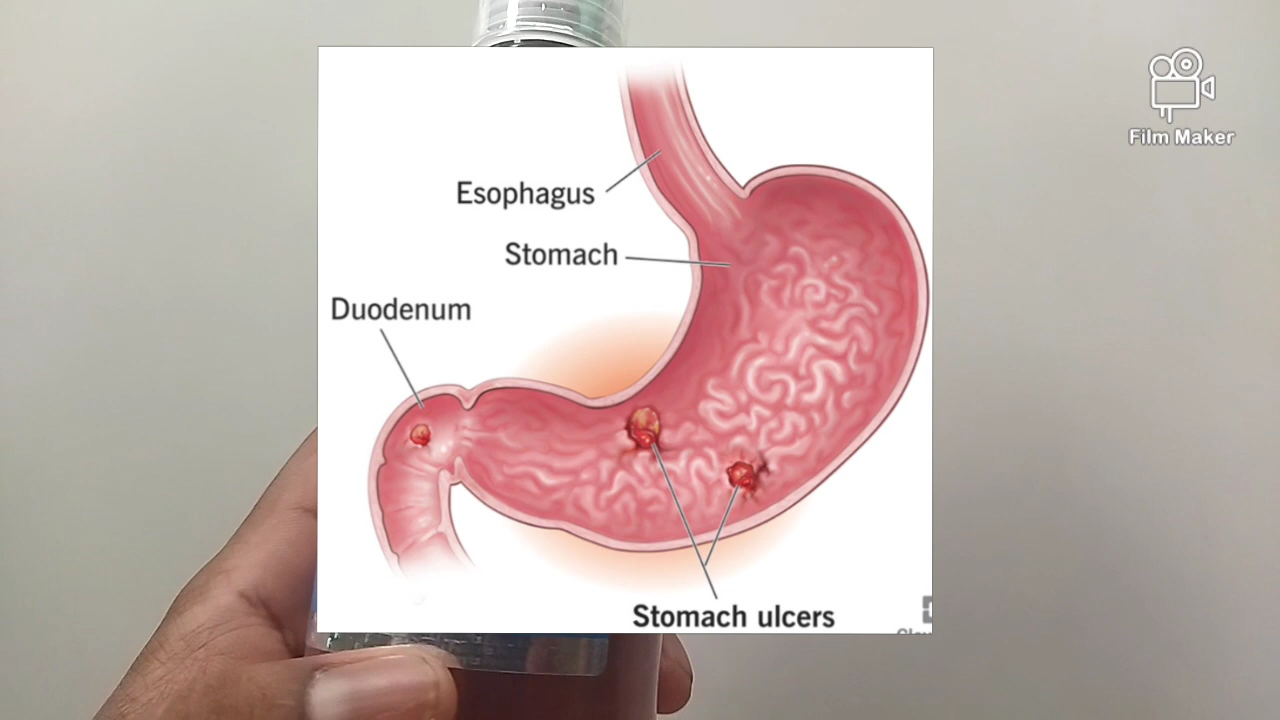 Film Maker
Esophagus
Stomach
Duodenum
Stomach ulcers